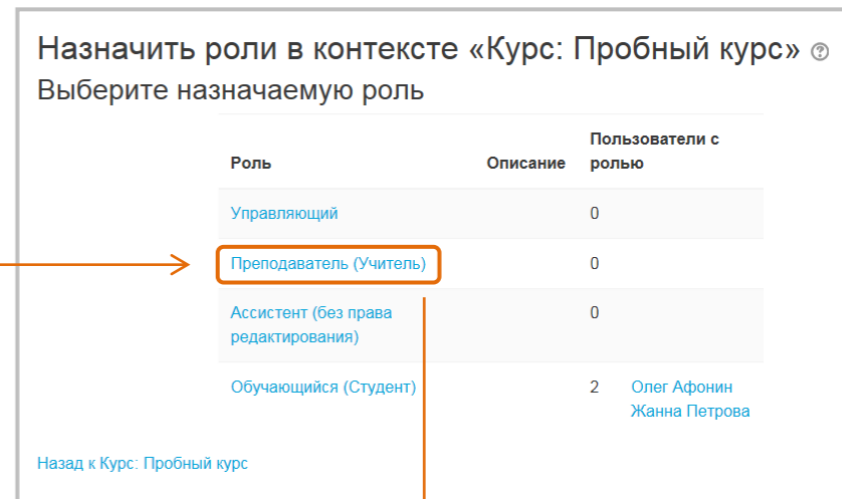 Назначить роли в контексте «Курс: Пробный курс»
Выберите назначаемую роль
Роль Описание Пользователи с ролью
Управляющий 0
Преподаватель (Учитель) 0
Ассистент (без права редактирования) 0
Обучающийся (Студент) 2 Олег Афонин
Жанна Петрова
Назад к Курс: Пробный курс